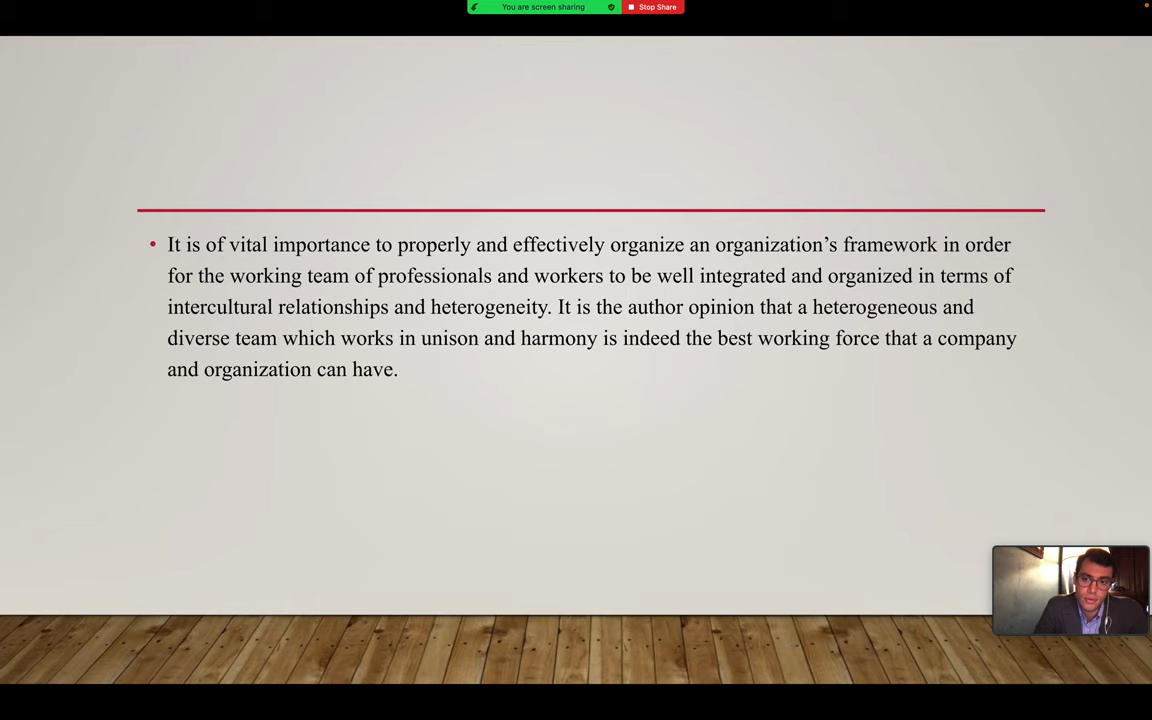 You are screen sharing
Stop Share
• It is of vital importance to properly and effectively organize an organization’s framework in order
for the working team of professionals and workers to be well integrated and organized in terms of
intercultural relationships and heterogeneity. It is the author opinion that a heterogeneous and
diverse team which works in unison and harmony is indeed the best working force that a company
and organization can have.